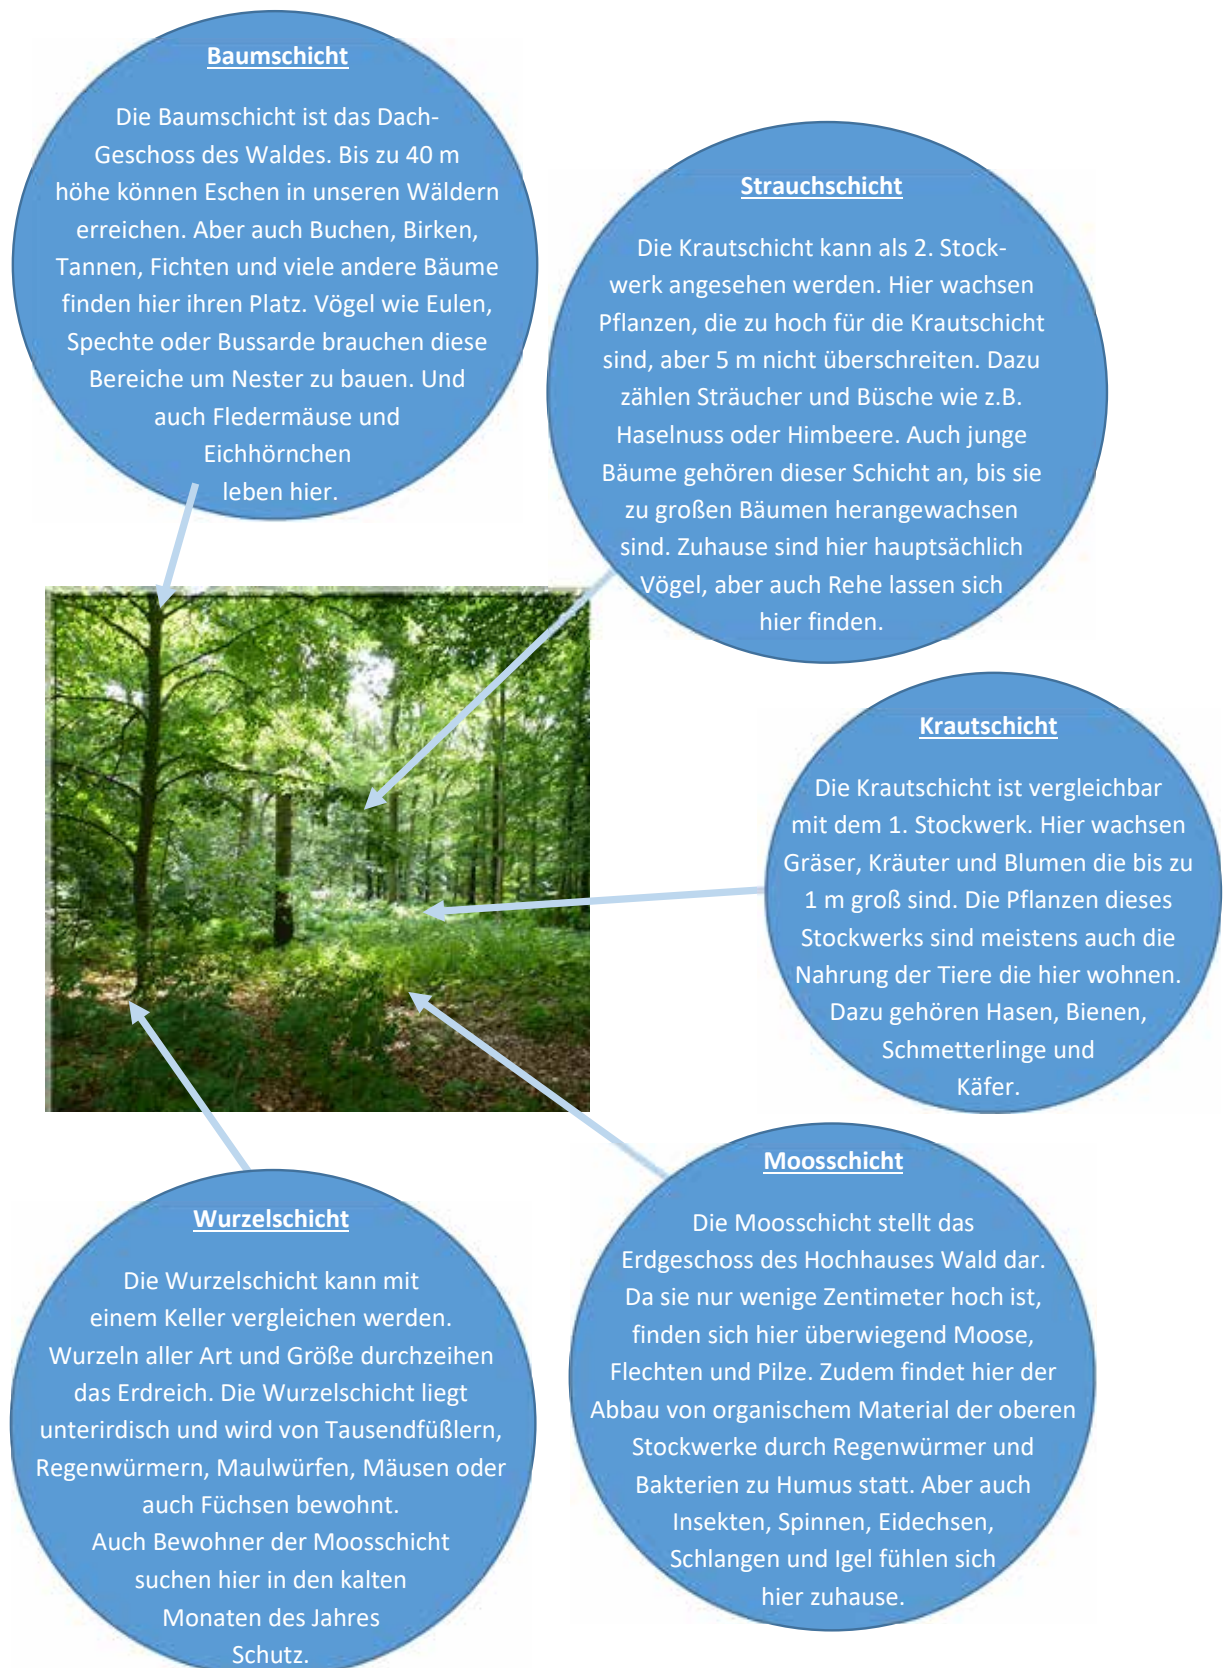 Baumschicht
Die Baumschicht ist das Dach-
Geschoss des Waldes. Bis zu 40 m
höhe können Eschen in unseren Wäldern
erreichen. Aber auch Buchen, Birken,
Tannen, Fichten und viele andere Bäume
finden hier ihren Platz. Vögel wie Eulen,
Spechte oder Bussarde brauchen diese
Bereiche um Nester zu bauen. Und
auch Fledermäuse und
Eichhörnchen
leben hier.
Strauchschicht
Die Krautschicht kann als 2. Stock-
werk angesehen werden. Hier wachsen
Pflanzen, die zu hoch für die Krautschicht
sind, aber 5 m nicht überschreiten. Dazu
zählen Sträucher und Büsche wie z.B.
Haselnuss oder Himbeere. Auch junge
Bäume gehören dieser Schicht an, bis sie
zu großen Bäumen herangewachsen
sind. Zuhause sind hier hauptsächlich
Vögel, aber auch Rehe lassen sich
hier finden.
Krautschicht
Die Krautschicht ist vergleichbar
mit dem 1. Stockwerk. Hier wachsen
Gräser, Kräuter und Blumen die bis zu
1 m groß sind. Die Pflanzen dieses
Stockwerks sind meistens auch die
Nahrung der Tiere die hier wohnen.
Dazu gehören Hasen, Bienen,
Schmetterlinge und
Käfer.
Moosschicht
Die Moosschicht stellt das
Erdgeschoss des Hochhauses Wald dar.
Da sie nur wenige Zentimeter hoch ist,
finden sich hier überwiegend Moose,
Flechten und Pilze. Zudem findet hier der
Abbau von organischem Material der oberen
Stockwerke durch Regenwürmer und
Bakterien zu Humus statt. Aber auch
Insekten, Spinnen, Eidechsen,
Schlangen und Igel fühlen sich
hier zuhause.
Wurzelschicht
Die Wurzelschicht kann mit
einem Keller vergleichen werden.
Wurzeln aller Art und Größe durchzeihen
das Erdreich. Die Wurzelschicht liegt
unterirdisch und wird von Tausendfüßlern,
Regenwürmern, Maulwürfen, Mäusen oder
auch Füchsen bewohnt.
Auch Bewohner der Moosschicht
suchen hier in den kalten
Monaten des Jahres
Schutz.